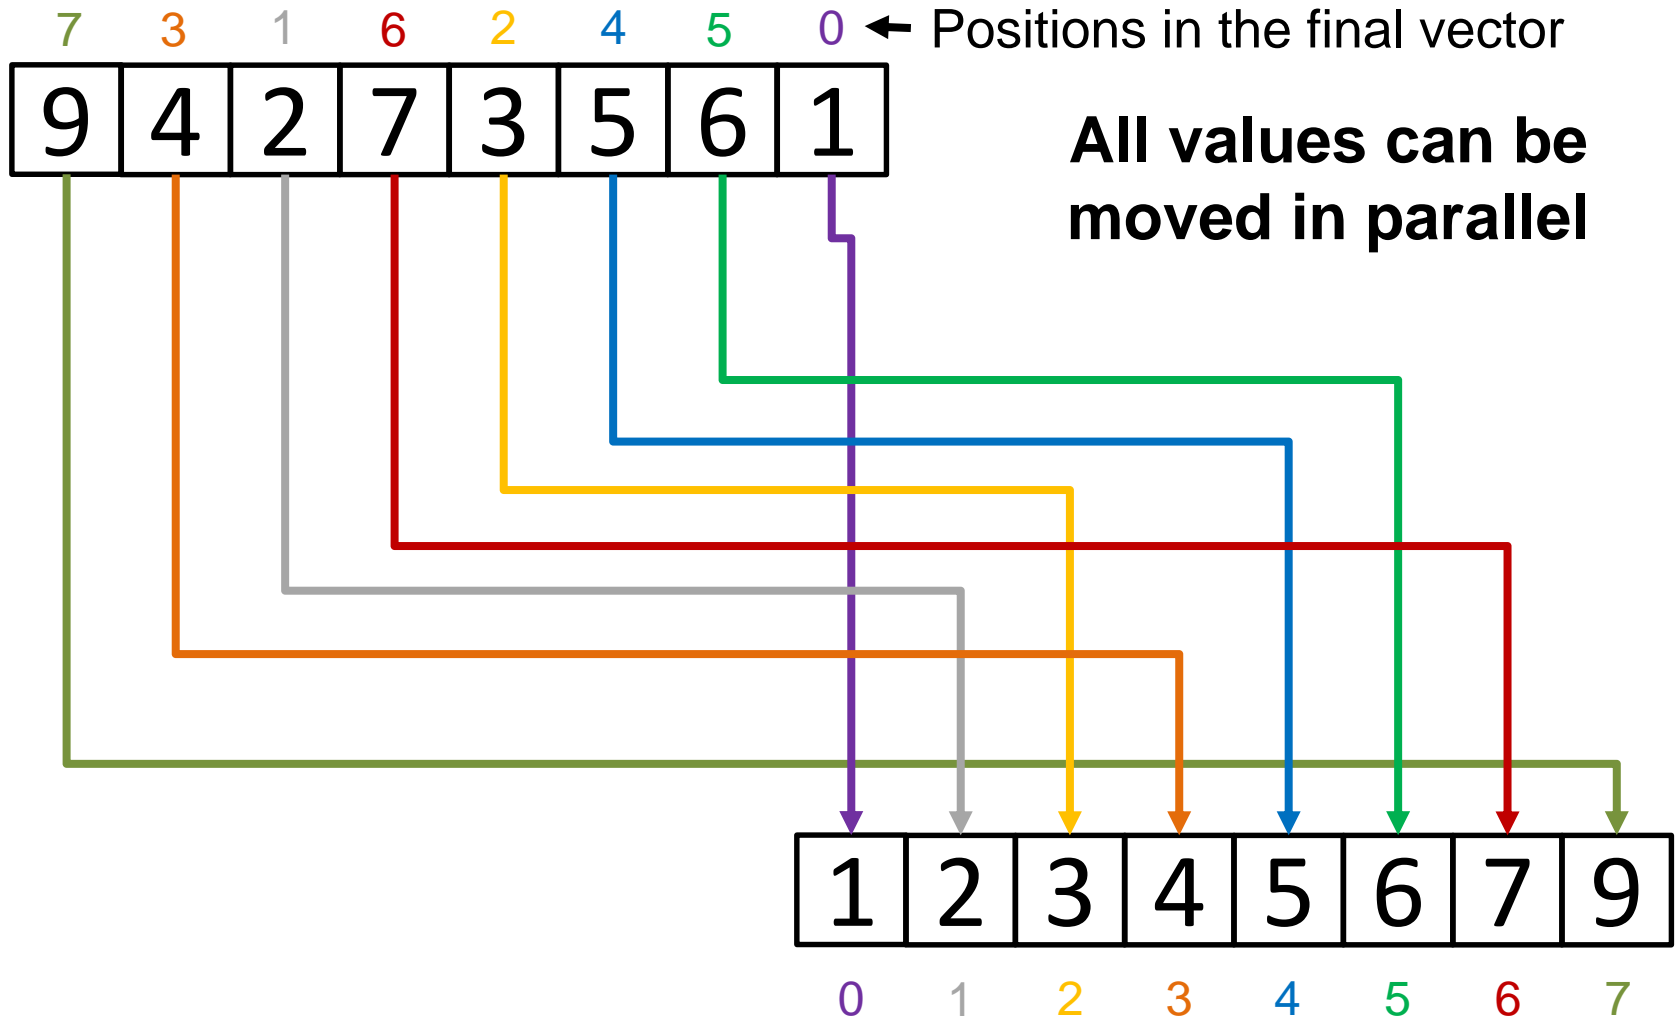 7 3 1 6 2 4 5 0 Positions in the final vector
9 4 2 7 3 5 6 1
All values can be
moved in parallel
1 2 3 4 5 6 7 9
0 1 2 3 4 5 6 7